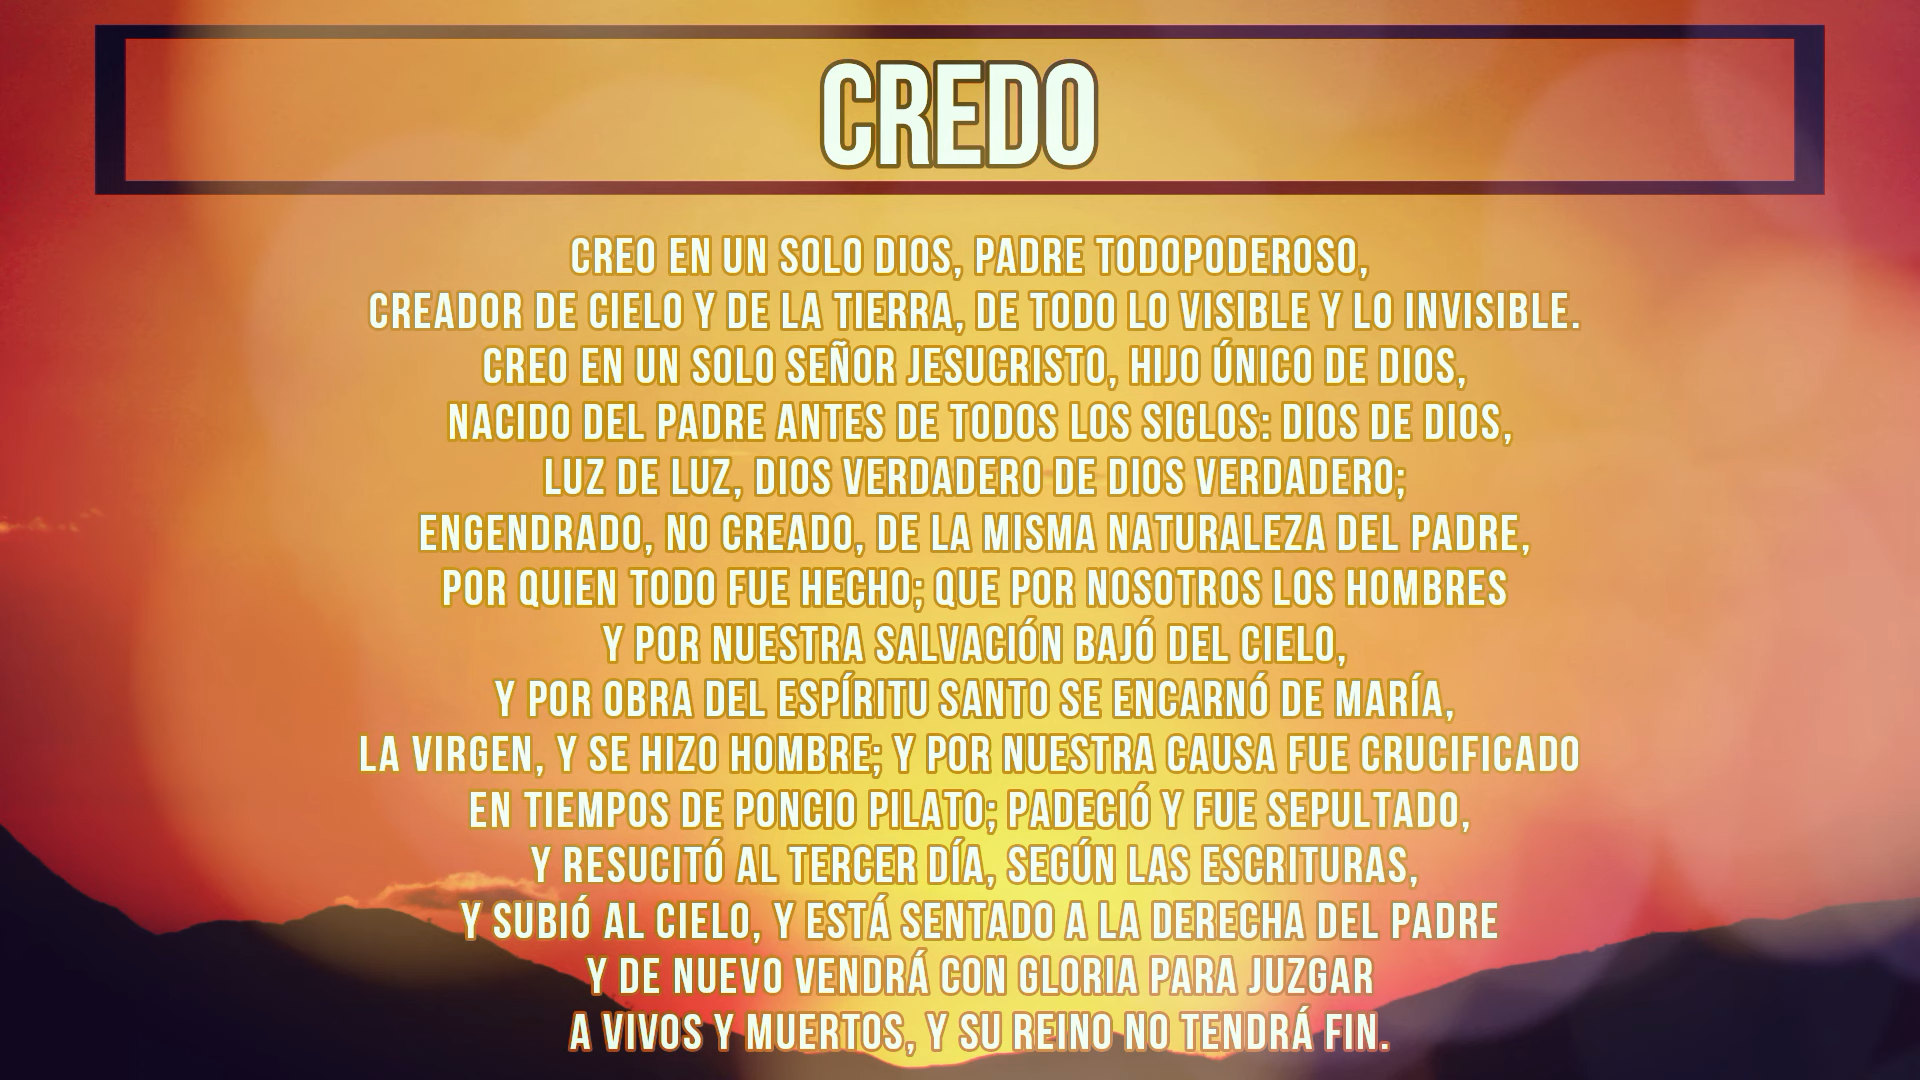 CREDO
CREO EN UN SOLO DIOS, PADRE TODOPODEROSO,
CREADOR DE CIELO Y DE LA TIERRA, DE TODO LO VISIBLE Y LO INVISIBLE.
CREO EN UN SOLO SEÑOR JESUCRISTO, HIJO ÚNICO DE DIOS,
NACIDO DEL PADRE ANTES DE TODOS LOS SIGLOS: DIOS DE DIOS,
LUZ DE LUZ, DIOS VERDADERO DE DIOS VERDADERO;
ENGENDRADO, NO CREADO, DE LA MISMA NATURALEZA DEL PADRE,
POR QUIEN TODO FUE HECHO; QUE POR NOSOTROS LOS HOMBRES
Y POR NUESTRA SALVACIÓN BAJÓ DEL CIELO,
Y POR OBRA DEL ESPÍRITU SANTO SE ENCARNÓ DE MARÍA,
LA VIRGEN, Y SE HIZO HOMBRE; Y POR NUESTRA CAUSA FUE CRUCIFICADO
EN TIEMPOS DE PONCIO PILATO; PADECIÓ Y FUE SEPULTADO,
Y RESUCITÓ AL TERCER DÍA, SEGÚN LAS ESCRITURAS,
Y SUBIÓ AL CIELO, Y ESTÁ SENTADO A LA DERECHA DEL PADRE
Y DE NUEVO VENDRÁ CON GLORIA PARA JUZGAR
A VIVOS Y MUERTOS, Y SU REINO NO TENDRÁ FIN.